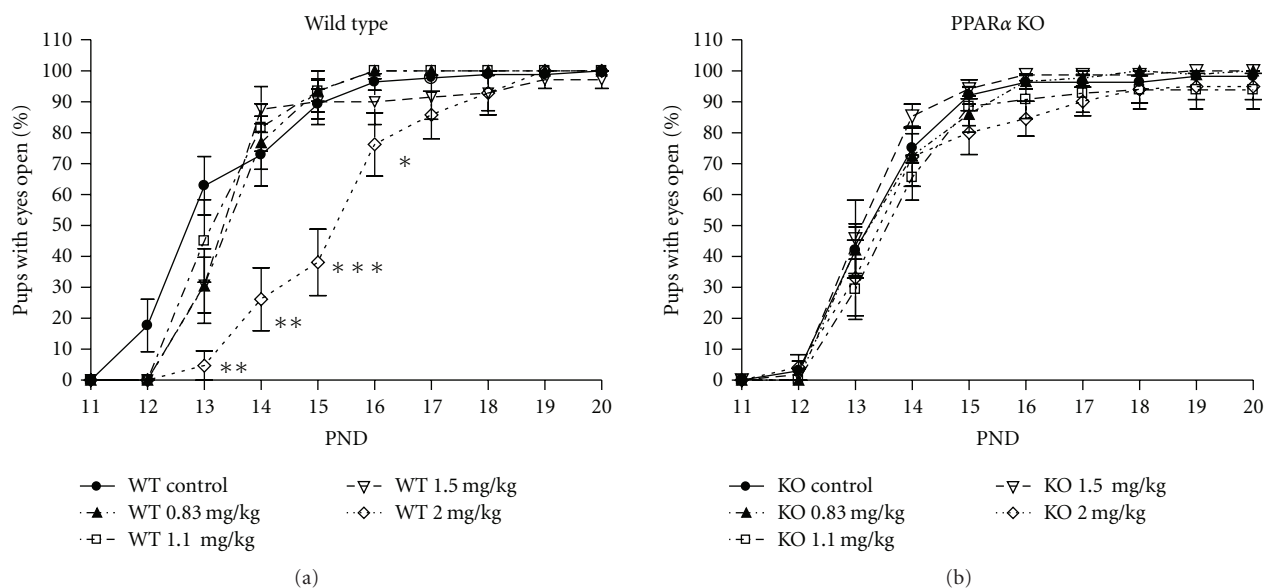 Wild type
110
100
90
80
70
60
50
40
30
20
10
0
Pups with eyes open (%)
*
***
**
**
11 12 13 14 15 16 17 18 19 20
PND
WT control
WT 0.83 mg/kg
WT 1.1 mg/kg
WT 1.5 mg/kg
WT 2 mg/kg
(a)
PPARα KO
110
100
90
80
70
60
50
40
30
20
10
0
Pups with eyes open (%)
11 12 13 14 15 16 17 18 19 20
PND
KO control
KO 0.83 mg/kg
KO 1.1 mg/kg
KO 1.5 mg/kg
KO 2 mg/kg
(b)